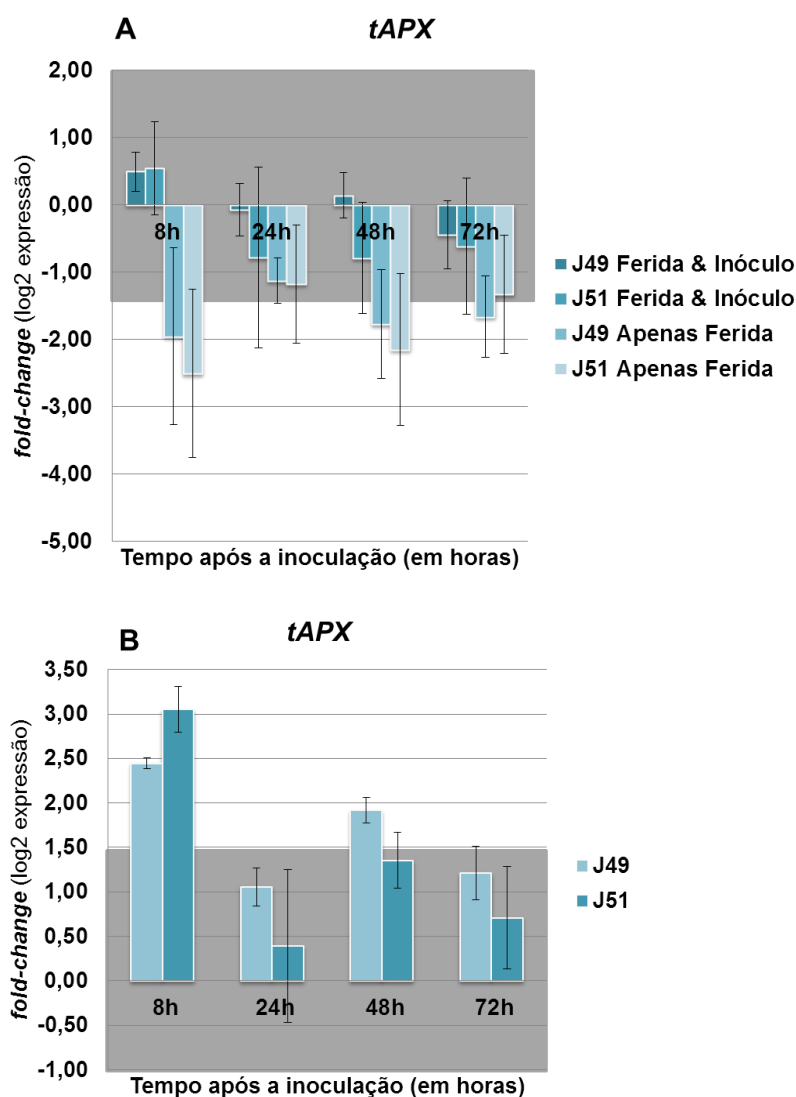 A
tAPX
2,00
1,00
0,00
-1,00
-2,00
-3,00
-4,00
-5,00
fold-change (log2 expressão)
8h
24h
48h
72h
Tempo após a inoculação (em horas)
J49 Ferida & Inóculo
J51 Ferida & Inóculo
J49 Apenas Ferida
J51 Apenas Ferida
B
tAPX
3,50
3,00
2,50
2,00
1,50
1,00
0,50
0,00
-0,50
-1,00
fold-change (log2 expressão)
8h
24h
48h
72h
Tempo após a inoculação (em horas)
J49
J51